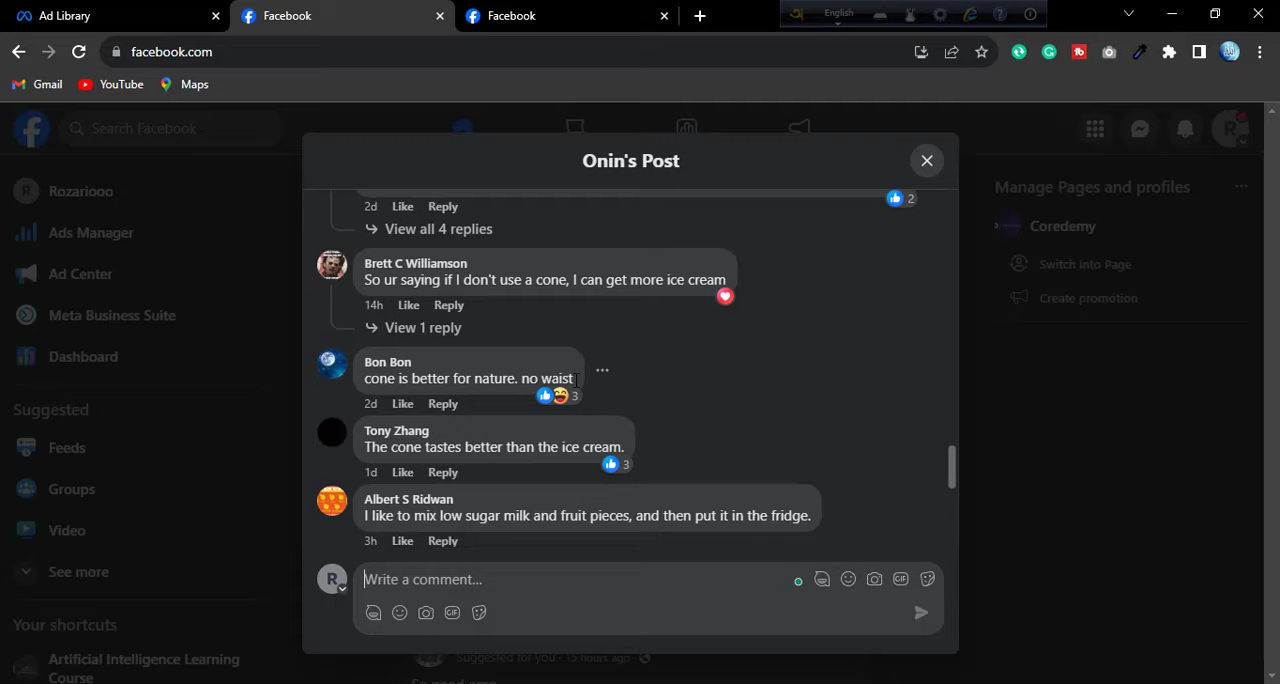 Ad Library
Facebook
Facebook
English
facebook.com
Gmail
YouTube
Maps
Search Facebook
R
Onin's Post
Manage Pages and profiles
R Rozariooo
Coredemy
Ads Manager
Switch into Page
Ad Center
Create promotion
Meta Business Suite
Dashboard
Suggested
Feeds
Groups
Video
See more
Your shortcuts
Artificial Intelligence Learning
Course
2d Like Reply
2
View all 4 replies
Brett C Williamson
So ur saying if I don't use a cone, I can get more ice cream
14h Like Reply
View 1 reply
Bon Bon
cone is better for nature. no waist
3
2d Like Reply
Tony Zhang
The cone tastes better than the ice cream.
3
1d Like Reply
Albert S Ridwan
I like to mix low sugar milk and fruit pieces, and then put it in the fridge.
3h Like Reply
R
Write a comment...
GIF
GIF
Suggested for you · 15 hours ago